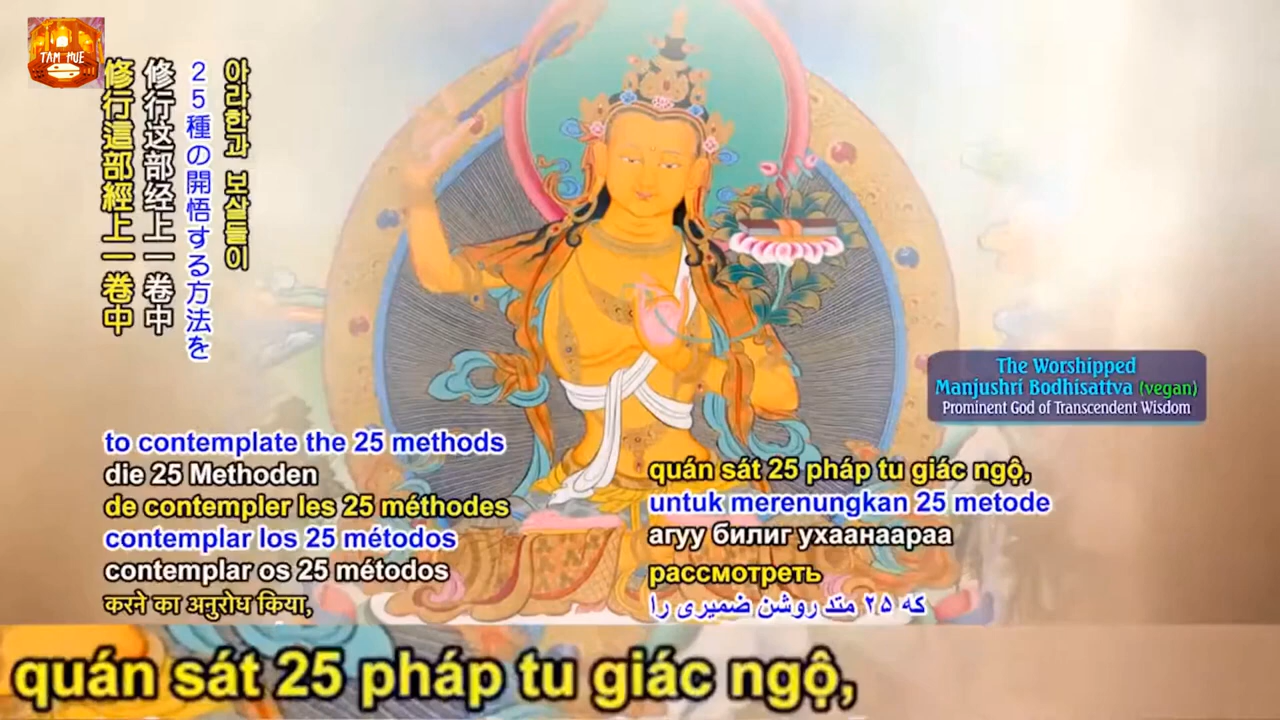 TAM HUE
修行這部經上一卷中
修行这部经上一卷中
25種の開悟する方法を
아라한과 보살들이
The Worshipped
Manjushri Bodhisattva (vegan)
Prominent God of Transcendent Wisdom
to contemplate the 25 methods
die 25 Methoden
de contempler les 25 méthodes
contemplar los 25 métodos
contemplar os 25 métodos
करने का अनुरोध किया,
quán sát 25 pháp tu giác ngộ,
untuk merenungkan 25 metode
агуу билиг ухаанаараа
рассмотреть
که ۲۵ متد روشن ضمیری را
quán sát 25 pháp tu giác ngộ,